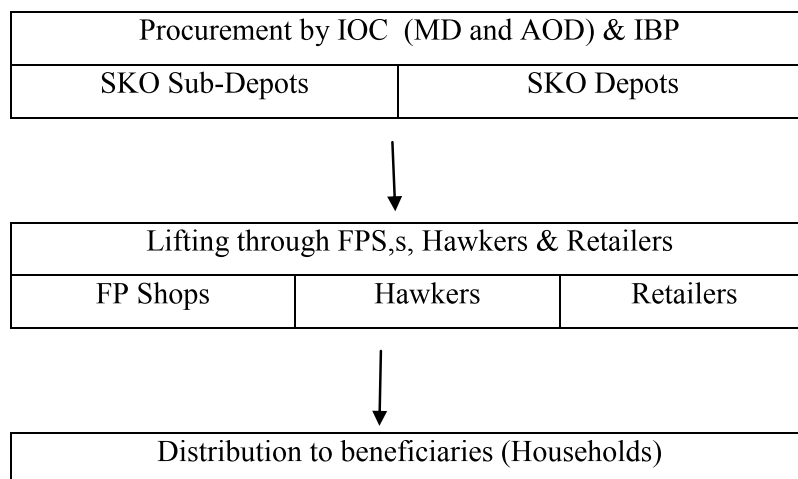 Procurement by IOC (MD and AOD) & IBP
SKO Sub-Depots SKO Depots
Lifting through FPS,s, Hawkers & Retailers
FP Shops Hawkers Retailers
Distribution to beneficiaries (Households)